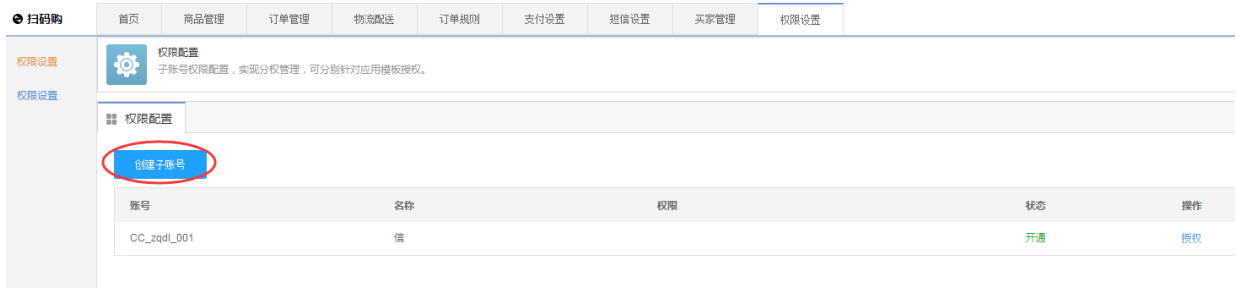 扫码购 首页 商品管理 订单管理 物流配送 订单规则 支付设置 短信设置 买家管理 权限设置
权限设置
权限设置
权限配置
子账号权限配置，实现分权管理，可分别针对应用模板授权。
权限配置
创建子账号
账号 名称 权限 状态 操作
CC_zqdl_001 信 开通 授权